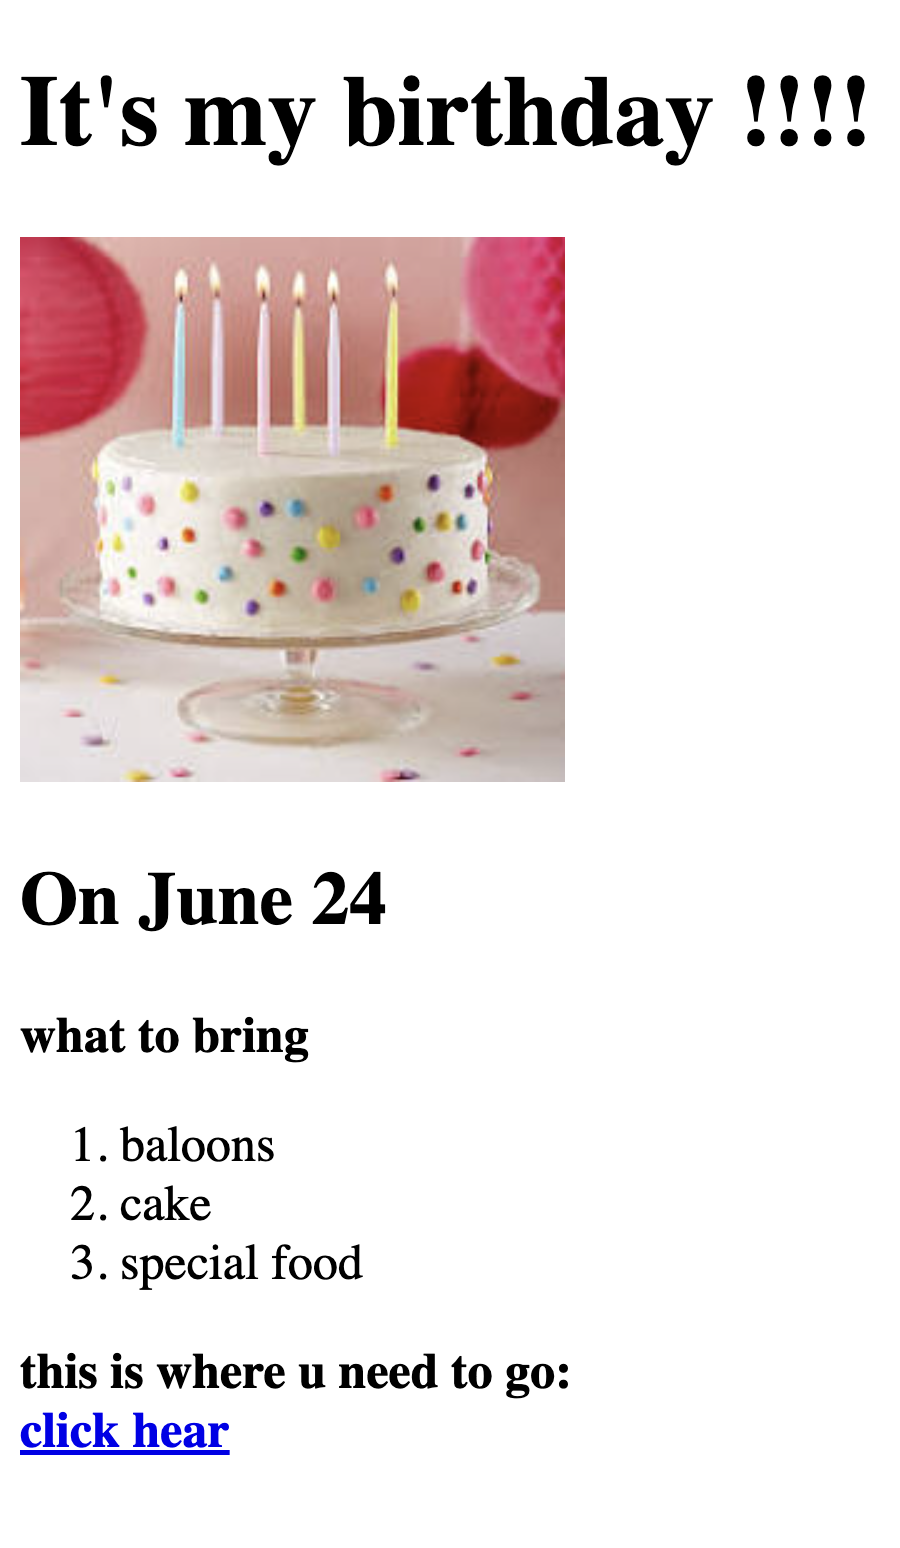 It's my birthday !!!!
On June 24
what to bring
1. baloons
2. cake
3. special food
this is where u need to go:
click hear